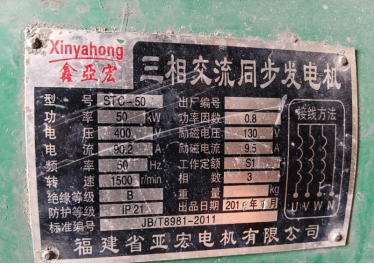 Xinyahong
鑫亚宏
三相交流同步发电机
型号 STC-50 出厂编号
功率 50 kW 功率因数 0.8
电压 400 V 励磁电压 130 V
电流 90.2 A 励磁电流 9.5 A
频率 50 Hz 工作定额 S1
转速 1500 r/min 相数 3
绝缘等级 B 重量 kg
防护等级 IP21 出品日期 201 年 月
标准编号 JB/T8981-2011
接线方法
U V W N
福建省亚宏电机有限公司